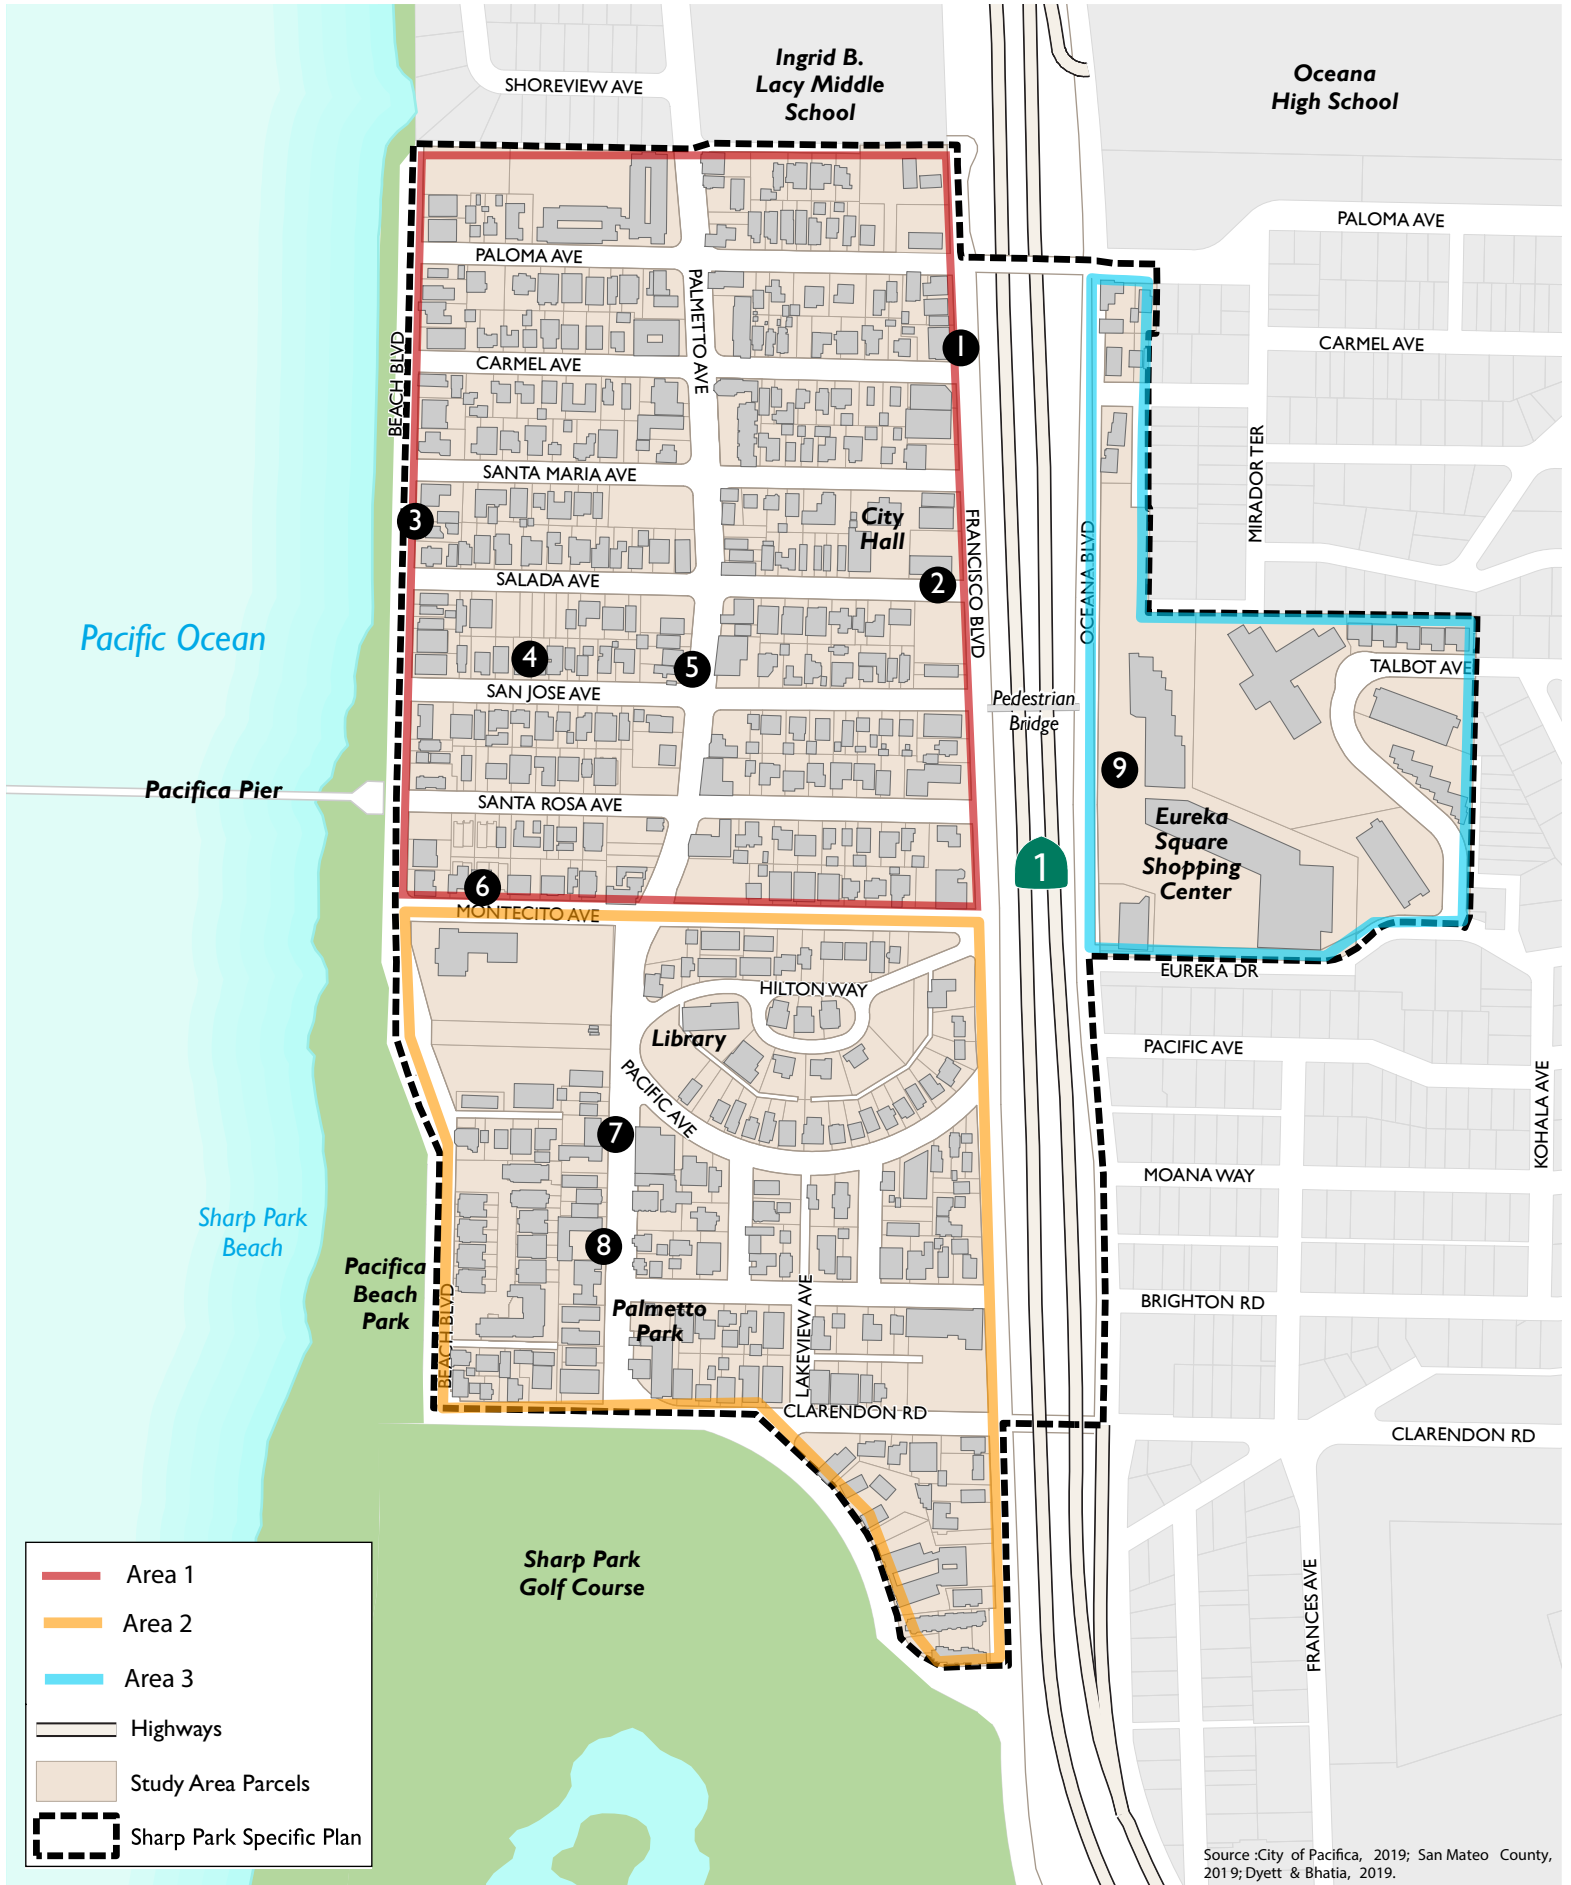 Ingrid B.
Lacy Middle
School
Oceana
High School
SHOREVIEW AVE
PALOMA AVE
PALOMA AVE
PALMETTO AVE
BEACH BLVD
CARMEL AVE
1
CARMEL AVE
SANTA MARIA AVE
MIRADOR TER
3
City
Hall
FRANCISCO BLVD
OCEANA BLVD
SALADA AVE
2
Pacific Ocean
4
5
TALBOT AVE
SAN JOSE AVE
Pedestrian
Bridge
9
Pacifica Pier
SANTA ROSA AVE
Eureka
Square
Shopping
Center
1
6
MONTECITO AVE
EUREKA DR
HILTON WAY
Library
PACIFIC AVE
PACIFIC AVE
KOHALA AVE
7
MOANA WAY
Sharp Park
Beach
8
Pacifica
Beach
Park
BEACH BLVD
Palmetto
Park
LAKEVIEW AVE
BRIGHTON RD
CLARENDON RD
CLARENDON RD
Sharp Park
Golf Course
FRANCES AVE
Area 1
Area 2
Area 3
Highways
Study Area Parcels
Sharp Park Specific Plan
Source :City of Pacifica, 2019; San Mateo County,
2019; Dyett & Bhatia, 2019.